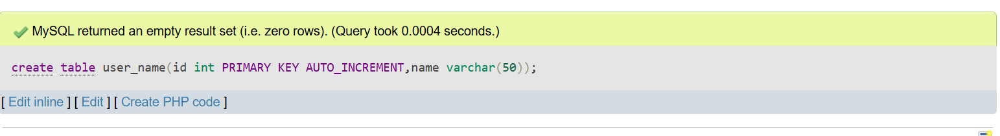 MySQL returned an empty result set (i.e. zero rows). (Query took 0.0004 seconds.)
create table user_name(id int PRIMARY KEY AUTO_INCREMENT,name varchar(50));
[ Edit inline ] [ Edit ] [ Create PHP code ]